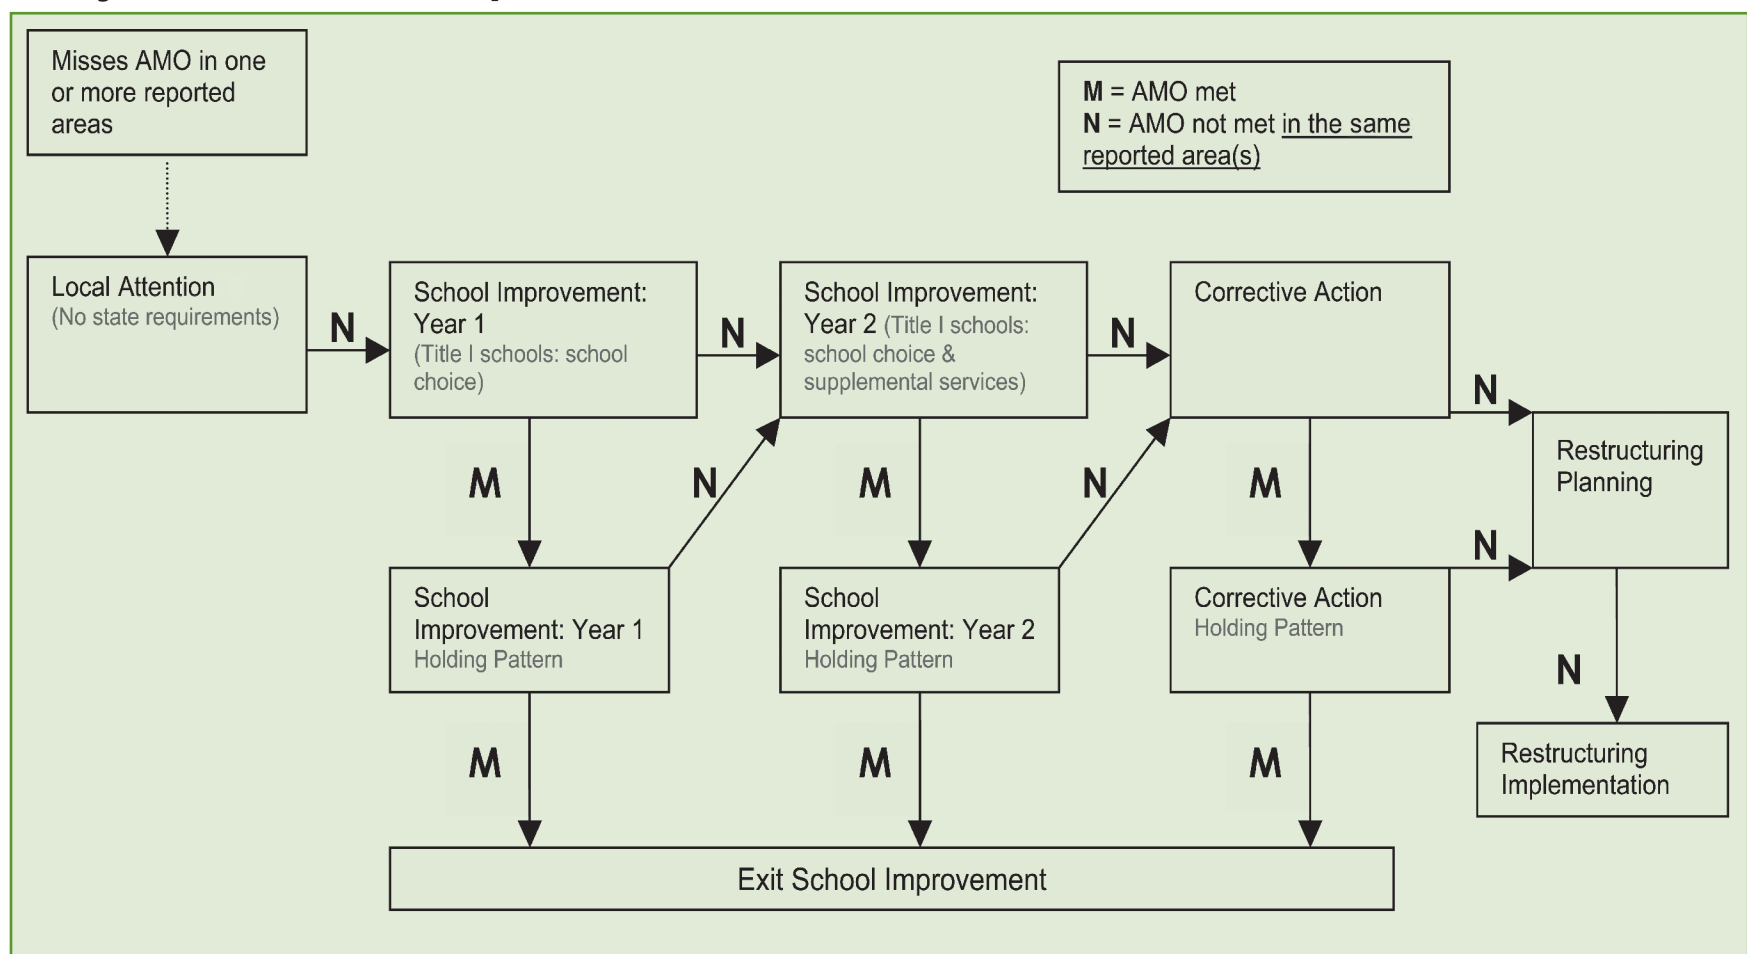 Misses AMO in one
or more reported
areas
M = AMO met
N = AMO not met in the same
reported area(s)
Local Attention
(No state requirements)
N
School Improvement:
Year 1
(Title I schools: school
choice)
N
School Improvement:
Year 2 (Title I schools:
school choice &
supplemental services)
N
Corrective Action
N
Restructuring
Planning
M
N
M
N
M
N
School
Improvement: Year 1
Holding Pattern
School
Improvement: Year 2
Holding Pattern
Corrective Action
Holding Pattern
N
M
M
M
Restructuring
Implementation
Exit School Improvement